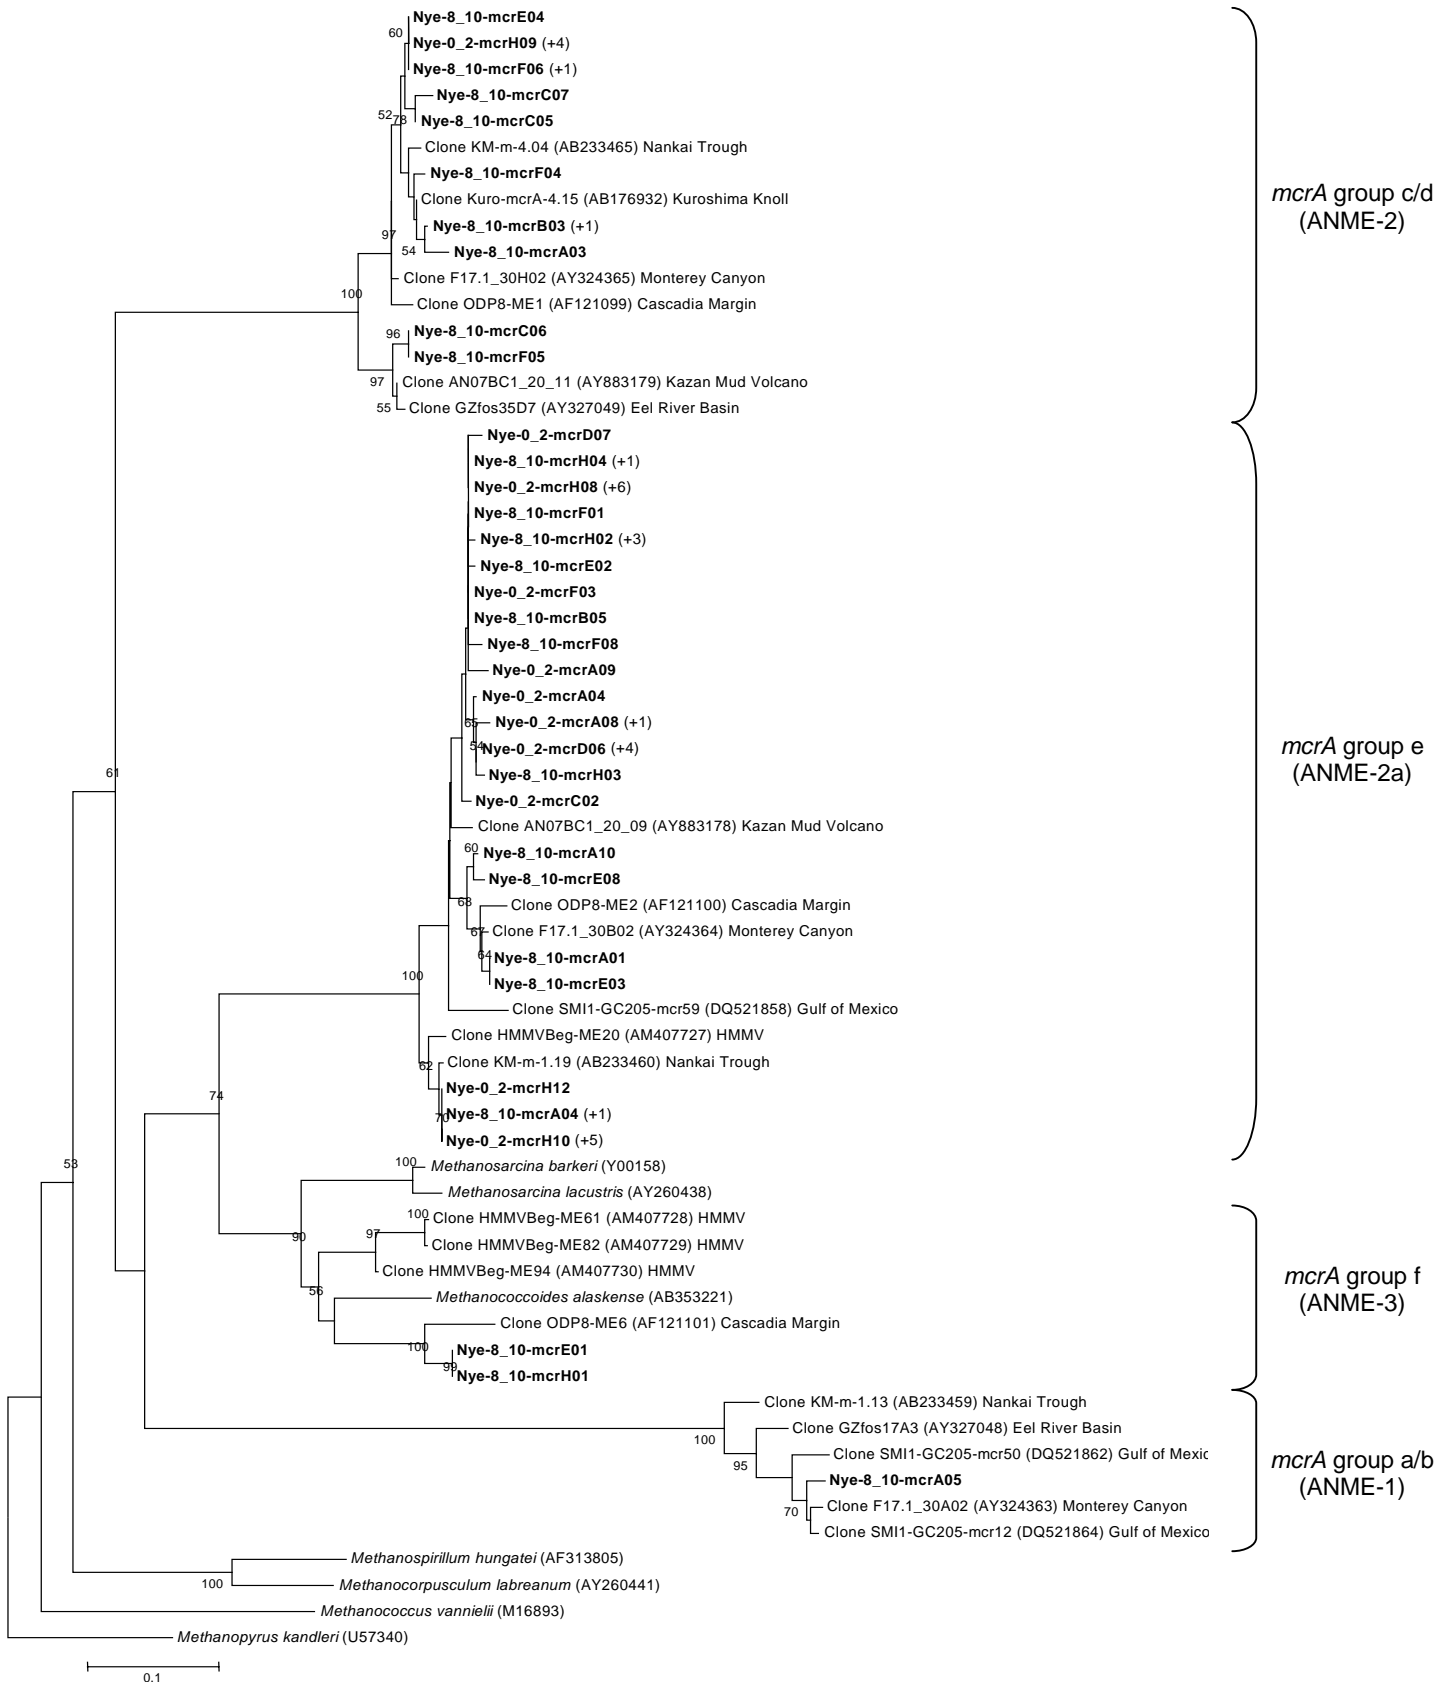 Nye-8_10-mcrE04
60
Nye-0_2-mcrH09 (+4)
Nye-8_10-mcrF06 (+1)
Nye-8_10-mcrC07
52
78
Nye-8_10-mcrC05
Clone KM-m-4.04 (AB233465) Nankai Trough
Nye-8_10-mcrF04
Clone Kuro-mcrA-4.15 (AB176932) Kuroshima Knoll
mcrA group c/d
(ANME-2)
Nye-8_10-mcrB03 (+1)
97
54
Nye-8_10-mcrA03
Clone F17.1_30H02 (AY324365) Monterey Canyon
100
Clone ODP8-ME1 (AF121099) Cascadia Margin
96
Nye-8_10-mcrC06
Nye-8_10-mcrF05
97
Clone AN07BC1_20_11 (AY883179) Kazan Mud Volcano
55
Clone GZfos35D7 (AY327049) Eel River Basin
Nye-0_2-mcrD07
Nye-8_10-mcrH04 (+1)
Nye-0_2-mcrH08 (+6)
Nye-8_10-mcrF01
Nye-8_10-mcrH02 (+3)
Nye-8_10-mcrE02
Nye-0_2-mcrF03
Nye-8_10-mcrB05
Nye-8_10-mcrF08
Nye-0_2-mcrA09
Nye-0_2-mcrA04
65
Nye-0_2-mcrA08 (+1)
54
Nye-0_2-mcrD06 (+4)
mcrA group e
(ANME-2a)
61
Nye-8_10-mcrH03
Nye-0_2-mcrC02
Clone AN07BC1_20_09 (AY883178) Kazan Mud Volcano
60
Nye-8_10-mcrA10
Nye-8_10-mcrE08
68
Clone ODP8-ME2 (AF121100) Cascadia Margin
67
Clone F17.1_30B02 (AY324364) Monterey Canyon
64
Nye-8_10-mcrA01
100
Nye-8_10-mcrE03
Clone SMI1-GC205-mcr59 (DQ521858) Gulf of Mexico
Clone HMMVBeg-ME20 (AM407727) HMMV
62
Clone KM-m-1.19 (AB233460) Nankai Trough
74
Nye-0_2-mcrH12
70
Nye-8_10-mcrA04 (+1)
Nye-0_2-mcrH10 (+5)
53
100
Methanosarcina barkeri (Y00158)
Methanosarcina lacustris (AY260438)
100
Clone HMMVBeg-ME61 (AM407728) HMMV
90
97
Clone HMMVBeg-ME82 (AM407729) HMMV
Clone HMMVBeg-ME94 (AM407730) HMMV
56
Methanococcoides alaskense (AB353221)
mcrA group f
(ANME-3)
Clone ODP8-ME6 (AF121101) Cascadia Margin
100
Nye-8_10-mcrE01
99
Nye-8_10-mcrH01
Clone KM-m-1.13 (AB233459) Nankai Trough
100
Clone GZfos17A3 (AY327048) Eel River Basin
95
Clone SMI1-GC205-mcr50 (DQ521862) Gulf of Mexic
Nye-8_10-mcrA05
mcrA group a/b
(ANME-1)
70
Clone F17.1_30A02 (AY324363) Monterey Canyon
Clone SMI1-GC205-mcr12 (DQ521864) Gulf of Mexico
Methanospirillum hungatei (AF313805)
100
Methanocorpusculum labreanum (AY260441)
Methanococcus vannielii (M16893)
Methanopyrus kandleri (U57340)
0.1